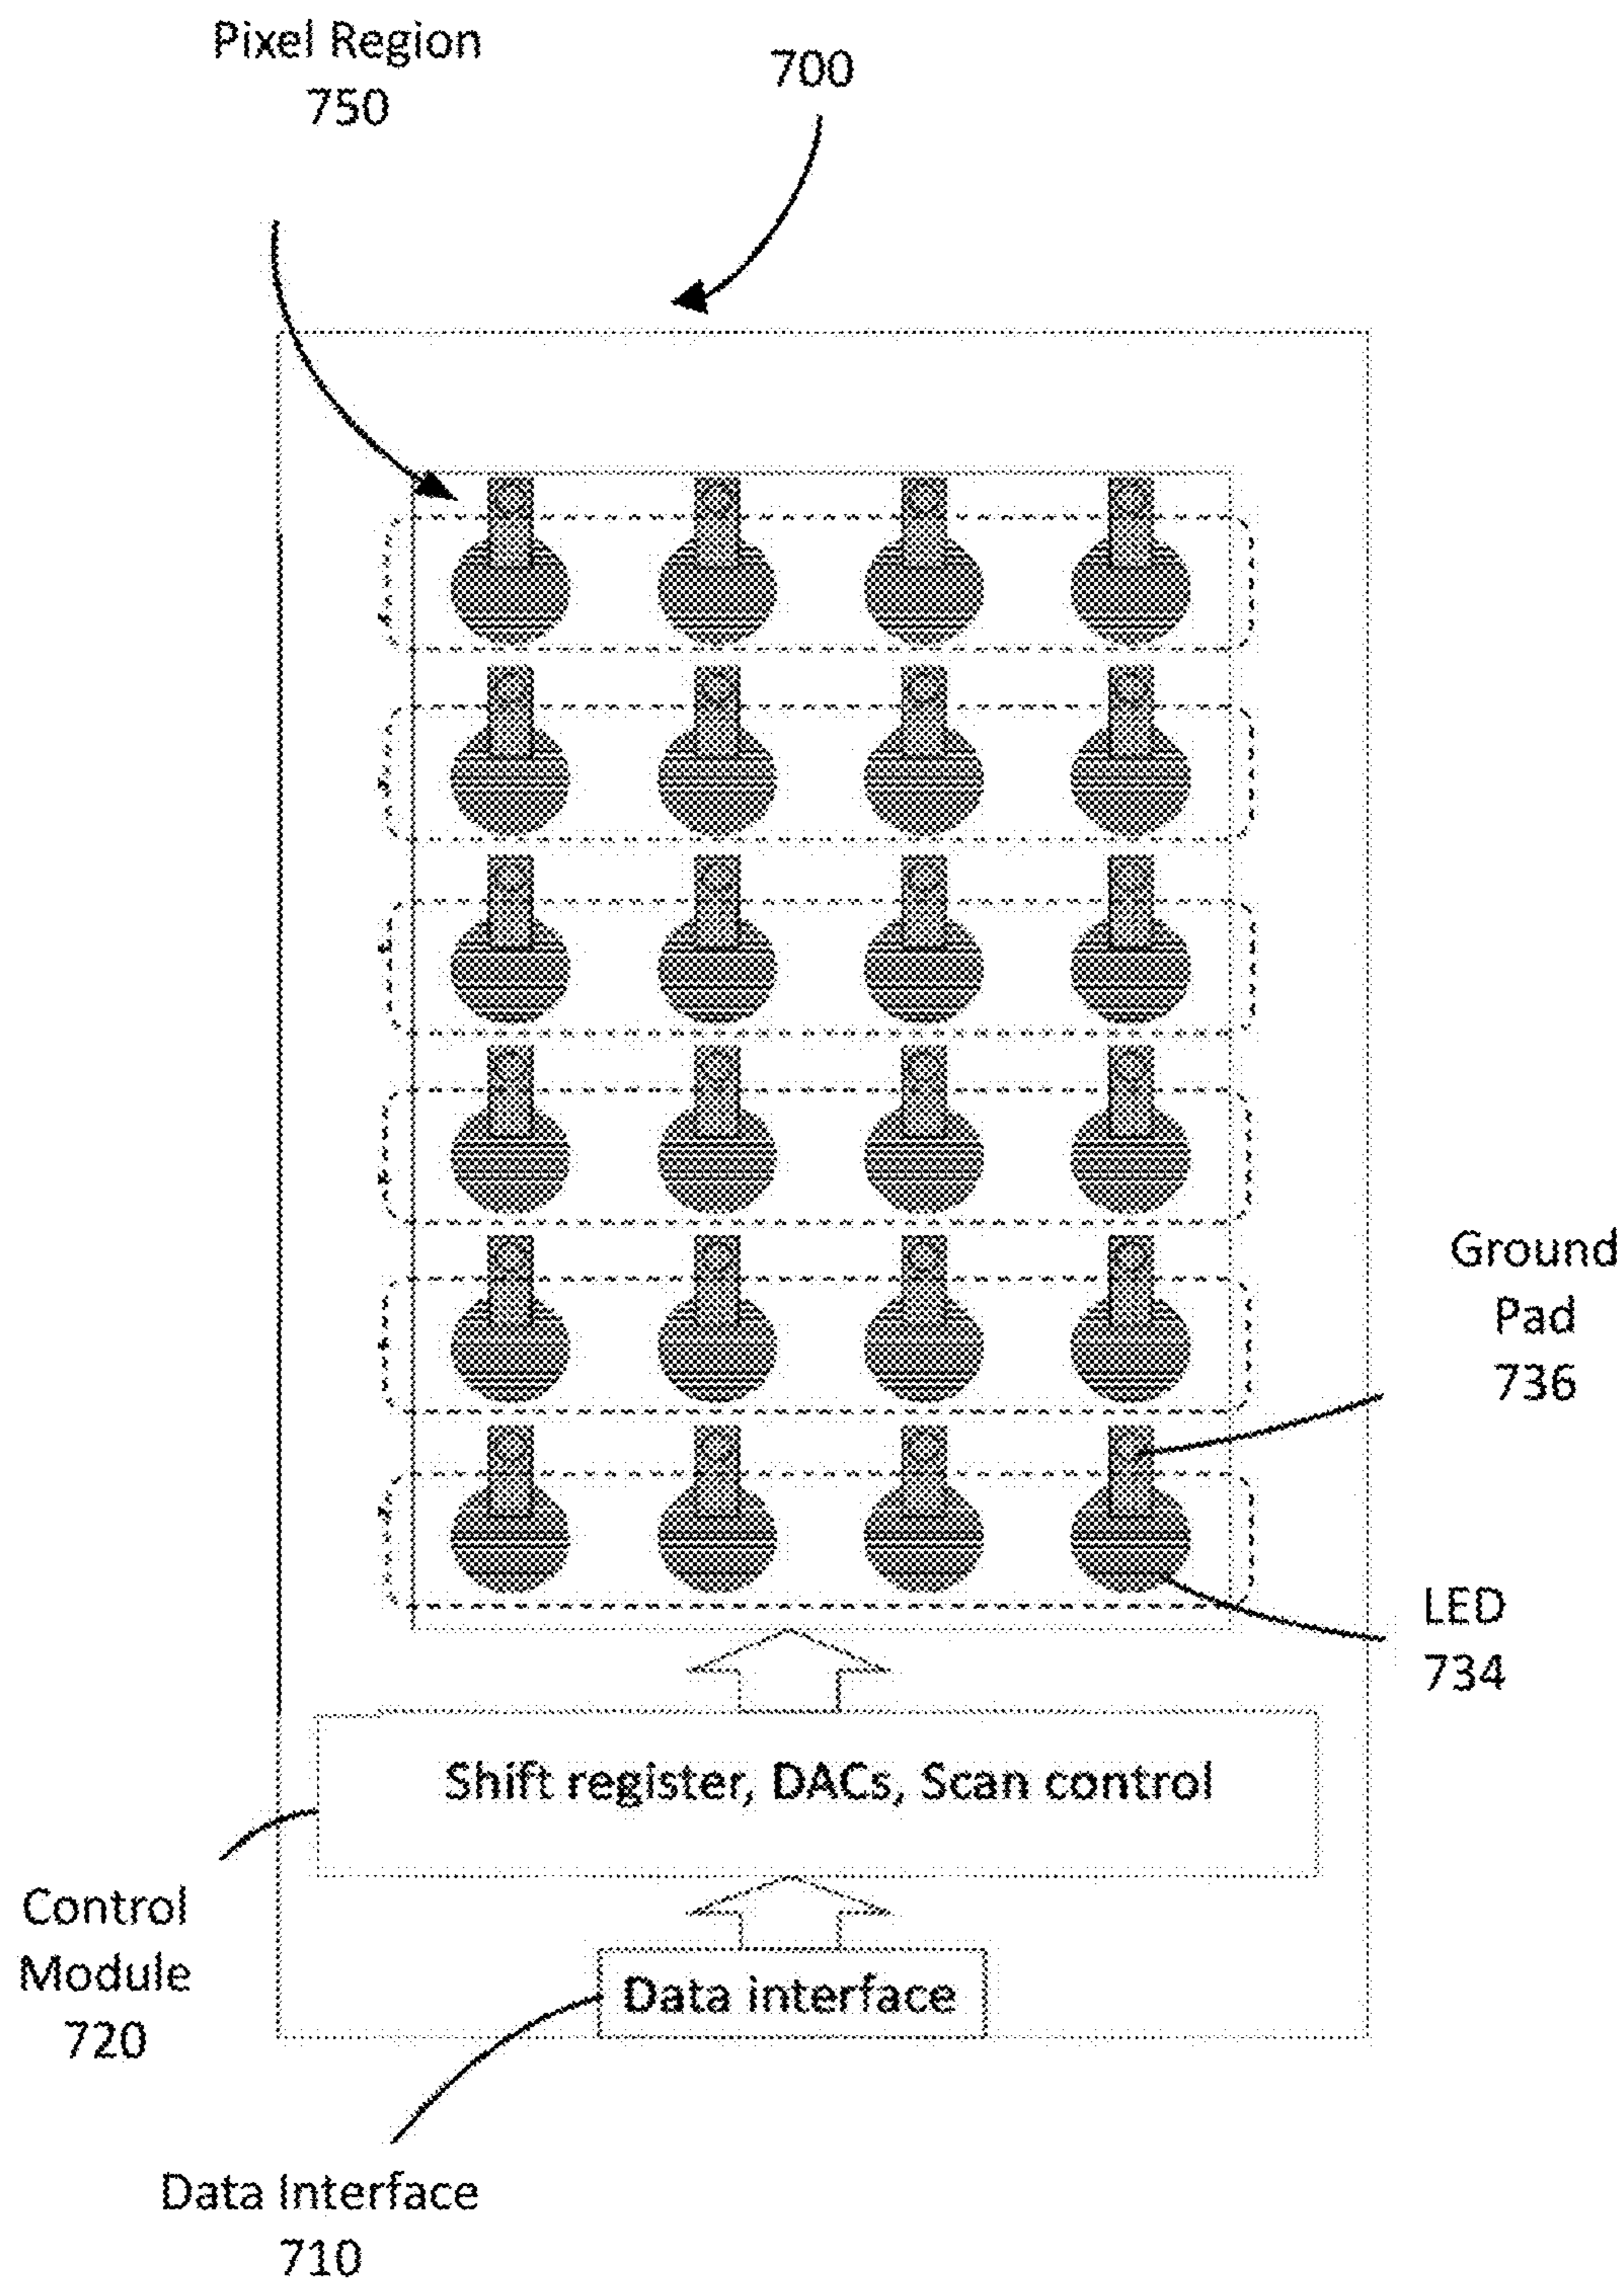 Pixel Region
750
700
Ground
Pad
736
LED
734
Shift register, DACs, Scan control
Control
Module
720
Data interface
Data Interface
710